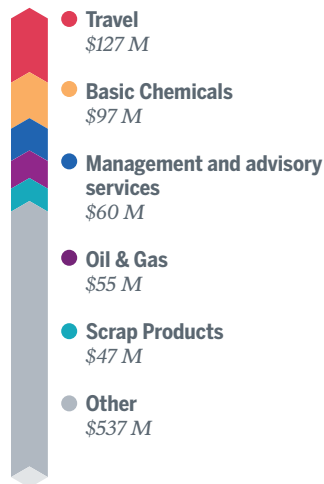 Travel
$127 M
Basic Chemicals
$97 M
Management and advisory
services
$60 M
Oil & Gas
$55 M
Scrap Products
$47 M
Other
$537 M